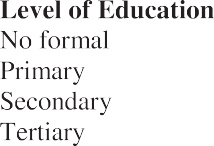 Level of Education
No formal
Primary
Secondary
Tertiary